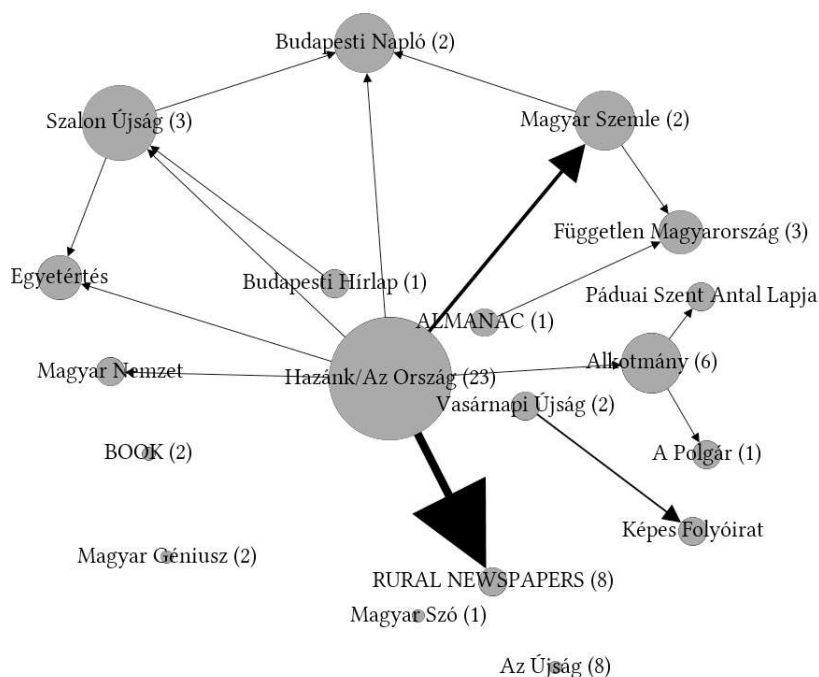 Budapesti Napló (2)
Szalon Újság (3)
Magyar Szemle (2)
Független Magyarország (3)
Egyetértés
Budapesti Hírlap (1)
Páduai Szent Antal Lapja
ALMANAC (1)
Alkotmány (6)
Magyar Nemzet
Hazánk/Az Ország (23)
Vasárnapi Újság (2)
BOOK (2)
A Polgár (1)
Képes Folyóirat
Magyar Géniusz (2)
RURAL NEWSPAPERS (8)
Magyar Szó (1)
Az Újság (8)